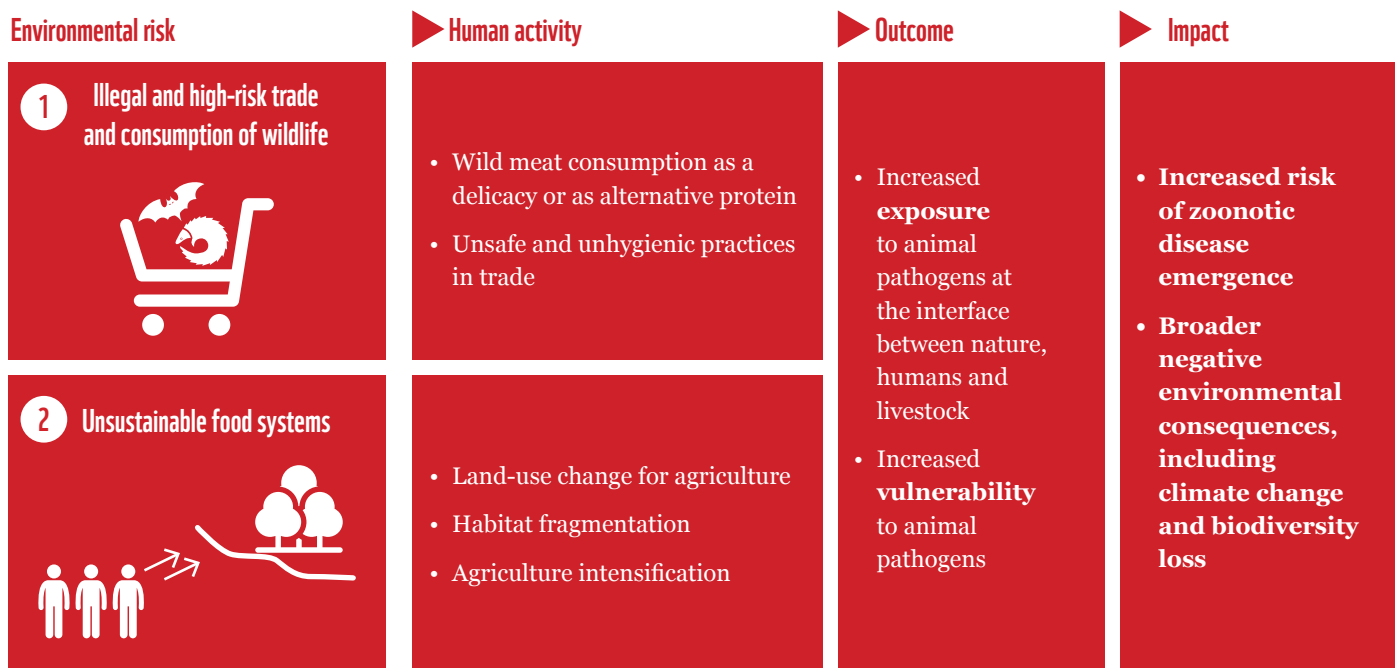 Environmental risk
Human activity
Outcome
Impact
1
Illegal and high-risk trade
and consumption of wildlife
• Wild meat consumption as a
delicacy or as alternative protein
• Unsafe and unhygienic practices
in trade
2
Unsustainable food systems
• Land-use change for agriculture
• Habitat fragmentation
• Agriculture intensification
• Increased
exposure
to animal
pathogens at
the interface
between nature,
humans and
livestock
• Increased
vulnerability
to animal
pathogens
• Increased risk
of zoonotic
disease
emergence
• Broader
negative
environmental
consequences,
including
climate change
and biodiversity
loss